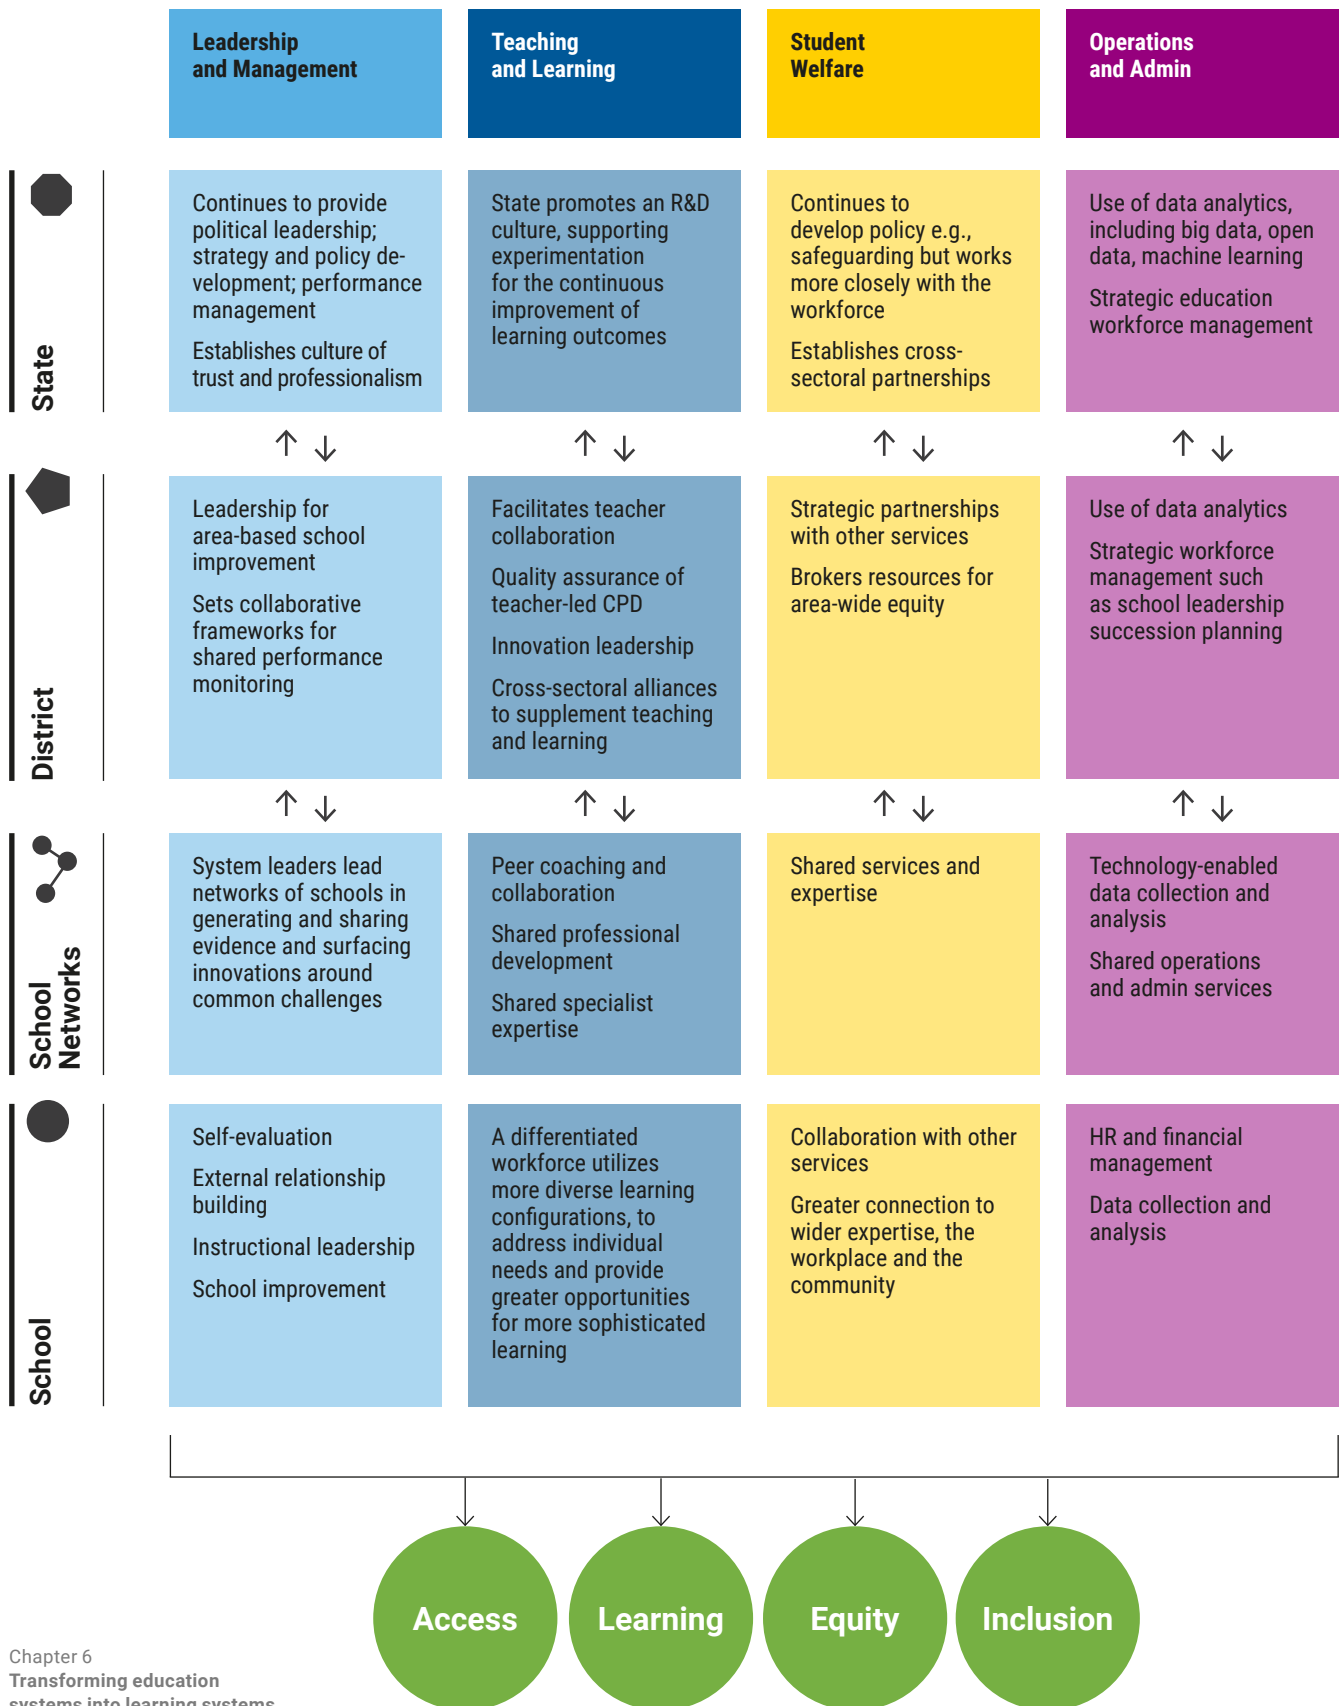 Leadership
and Management
Teaching
and Learning
Student
Welfare
Operations
and Admin
State
Continues to provide
political leadership;
strategy and policy de-
velopment; performance
management
Establishes culture of
trust and professionalism
State promotes an R&D
culture, supporting
experimentation
for the continuous
improvement of
learning outcomes
Continues to
develop policy e.g.,
safeguarding but works
more closely with the
workforce
Establishes cross-
sectoral partnerships
Use of data analytics,
including big data, open
data, machine learning
Strategic education
workforce management
District
Leadership for
area-based school
improvement
Sets collaborative
frameworks for
shared performance
monitoring
Facilitates teacher
collaboration
Quality assurance of
teacher-led CPD
Innovation leadership
Cross-sectoral alliances
to supplement teaching
and learning
Strategic partnerships
with other services
Brokers resources for
area-wide equity
Use of data analytics
Strategic workforce
management such
as school leadership
succession planning
School
Networks
System leaders lead
networks of schools in
generating and sharing
evidence and surfacing
innovations around
common challenges
Peer coaching and
collaboration
Shared professional
development
Shared specialist
expertise
Shared services and
expertise
Technology-enabled
data collection and
analysis
Shared operations
and admin services
School
Self-evaluation
External relationship
building
Instructional leadership
School improvement
A differentiated
workforce utilizes
more diverse learning
configurations, to
address individual
needs and provide
greater opportunities
for more sophisticated
learning
Collaboration with other
services
Greater connection to
wider expertise, the
workplace and the
community
HR and financial
management
Data collection and
analysis
Access
Learning
Equity
Inclusion
Chapter 6
Transforming education
systems into learning systems